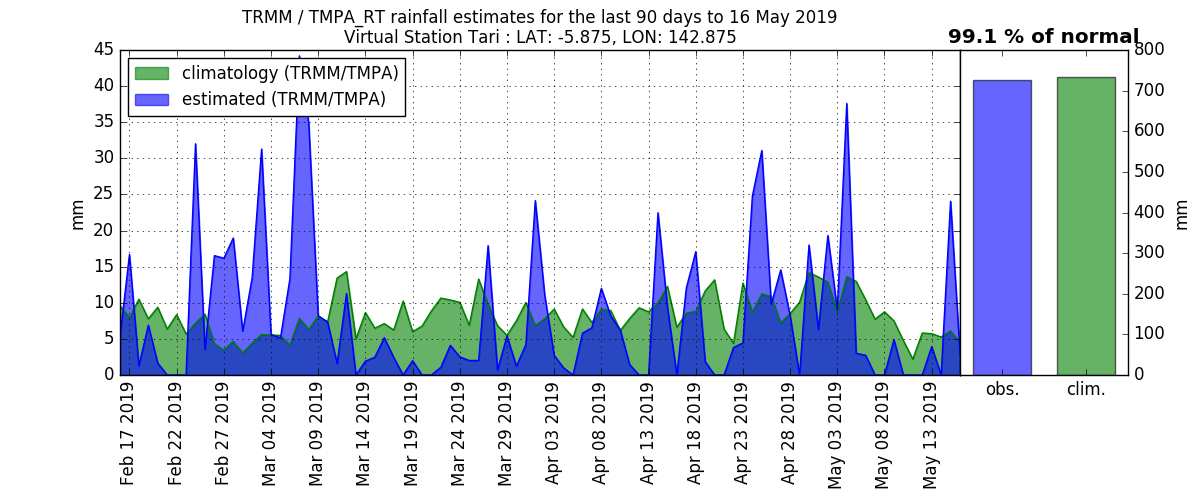 TRMM / TMPA_RT rainfall estimates for the last 90 days to 16 May 2019
Virtual Station Tari : LAT: -5.875, LON: 142.875
99.1 % of normal
climatology (TRMM/TMPA)
estimated (TRMM/TMPA)
mm
45
40
35
30
25
20
15
10
5
0
Feb 17 2019
Feb 22 2019
Feb 27 2019
Mar 04 2019
Mar 09 2019
Mar 14 2019
Mar 19 2019
Mar 24 2019
Mar 29 2019
Apr 03 2019
Apr 08 2019
Apr 13 2019
Apr 18 2019
Apr 23 2019
Apr 28 2019
May 03 2019
May 08 2019
May 13 2019
obs.
clim.
800
700
600
500
400
300
200
100
0
mm